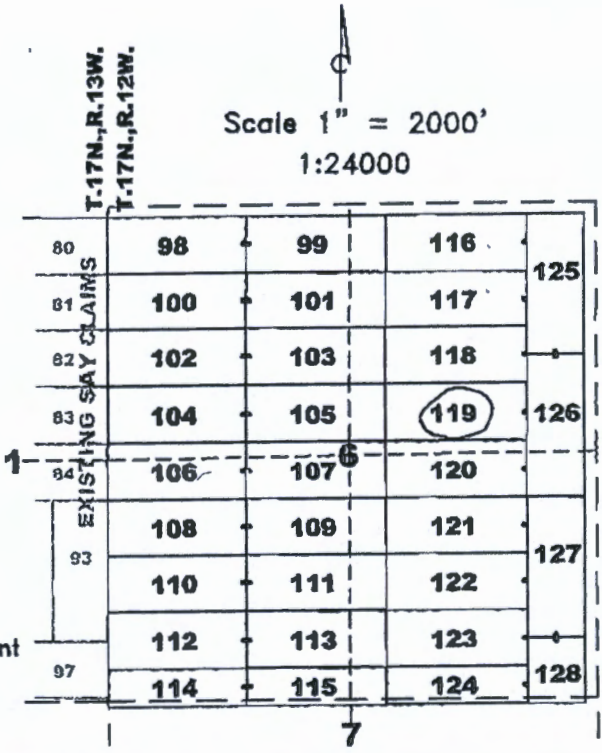 T.17N.,R.13W.
T.17N.,R.12W.
Scale 1" = 2000'
1:24000
80 98 99 116
125
81 100 101 117
82 102 103 118
83 104 105 119 126
1 84 106 107 6 120
EXISTING SAY CLAIMS
108 109 121
93 127
110 111 122
nt 112 113 123
97 114 115 124 128
7